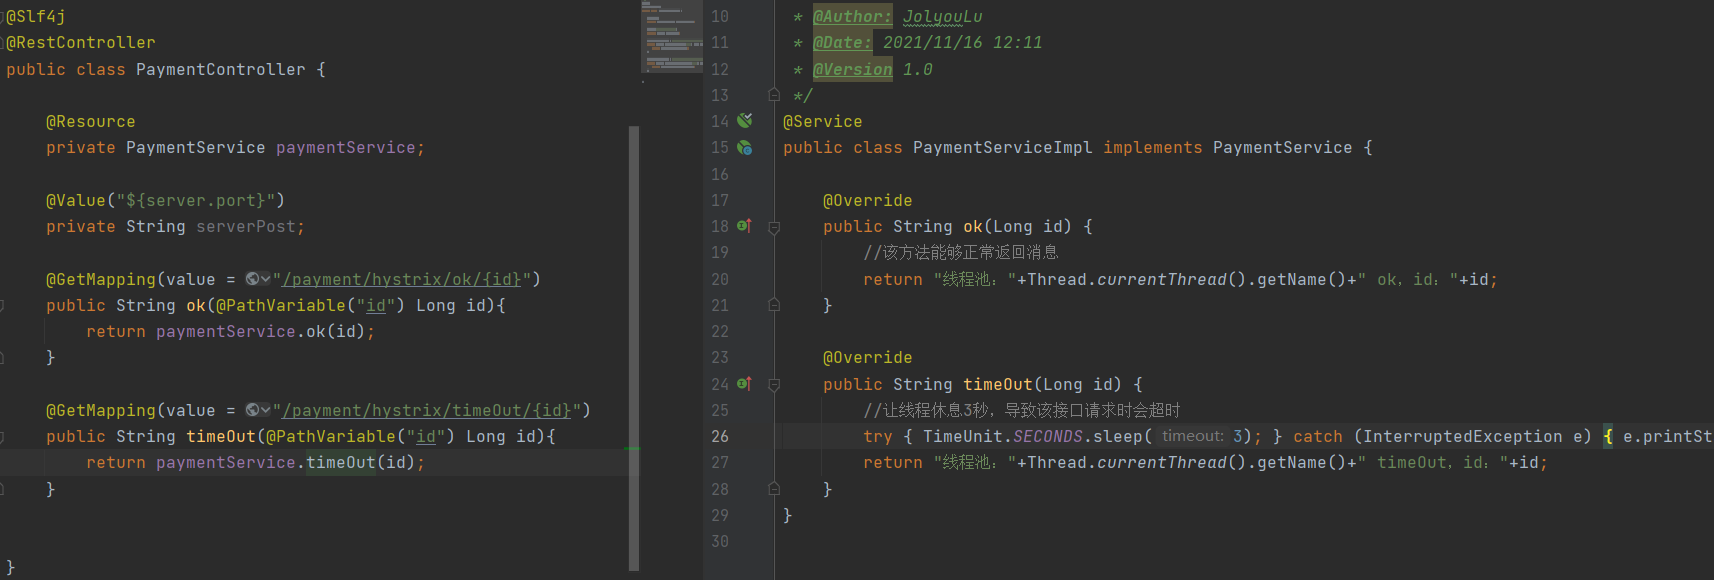 @Slf4j
@RestController
public class PaymentController {
@Resource
private PaymentService paymentService;
@Value("${server.port}")
private String serverPost;
@GetMapping(value = "/payment/hystrix/ok/{id}")
public String ok(@PathVariable("id") Long id){
return paymentService.ok(id);
}
@GetMapping(value = "/payment/hystrix/timeOut/{id}")
public String timeOut(@PathVariable("id") Long id){
return paymentService.timeOut(id);
}
}
10 * @Author: JolyouLu
11 * @Date: 2021/11/16 12:11
12 * @Version 1.0
13 */
14 @Service
15 public class PaymentServiceImpl implements PaymentService {
16
17 @Override
18 public String ok(Long id) {
19 //该方法能够正常返回消息
20 return "线程池："+Thread.currentThread().getName()+" ok，id："+id;
21 }
22
23 @Override
24 public String timeOut(Long id) {
25 //让线程休息3秒，导致该接口请求时会超时
26 try { TimeUnit.SECONDS.sleep( timeout: 3); } catch (InterruptedException e) { e.printSt
27 return "线程池："+Thread.currentThread().getName()+" timeOut，id："+id;
28 }
29 }
30